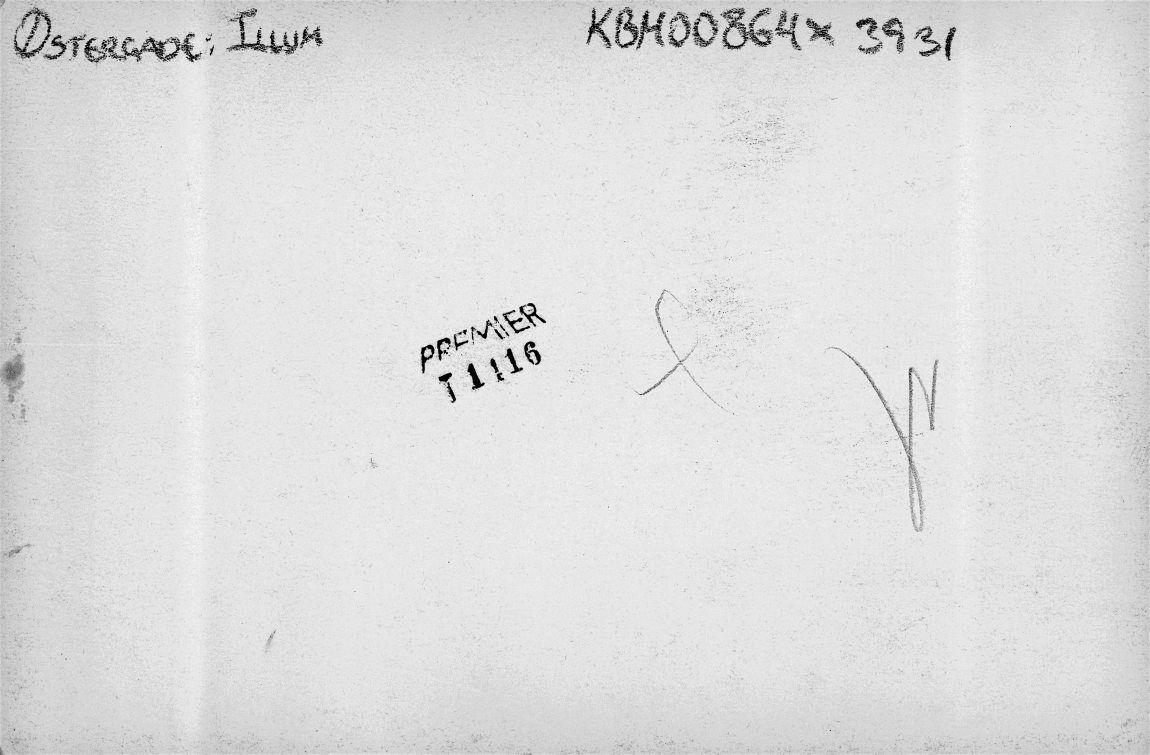 Østergade: Illum
KBH00864x 3931
PREMIER
T1116